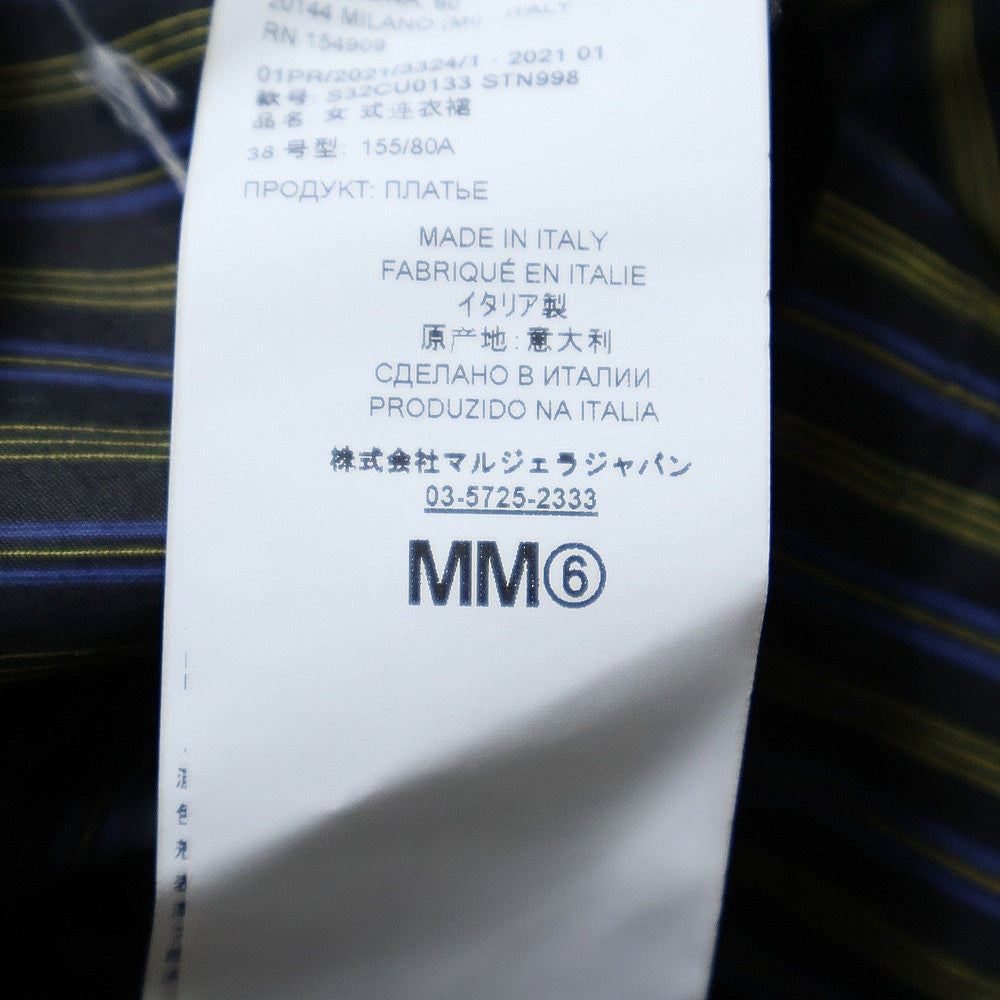 20144 MILANO (MI) - ITALY
RN 154909
01PR/2021/3324/1 - 2021 01
款号: S32CU0133 STN998
品名: 女式连衣裙
38 号型: 155/80A
ПРОДУКТ: ПЛАТЬЕ
MADE IN ITALY
FABRIQUÉ EN ITALIE
イタリア製
原产地: 意大利
СДЕЛАНО В ИТАЛИИ
PRODUZIDO NA ITALIA
株式会社マルジェラジャパン
03-5725-2333
MM⑥